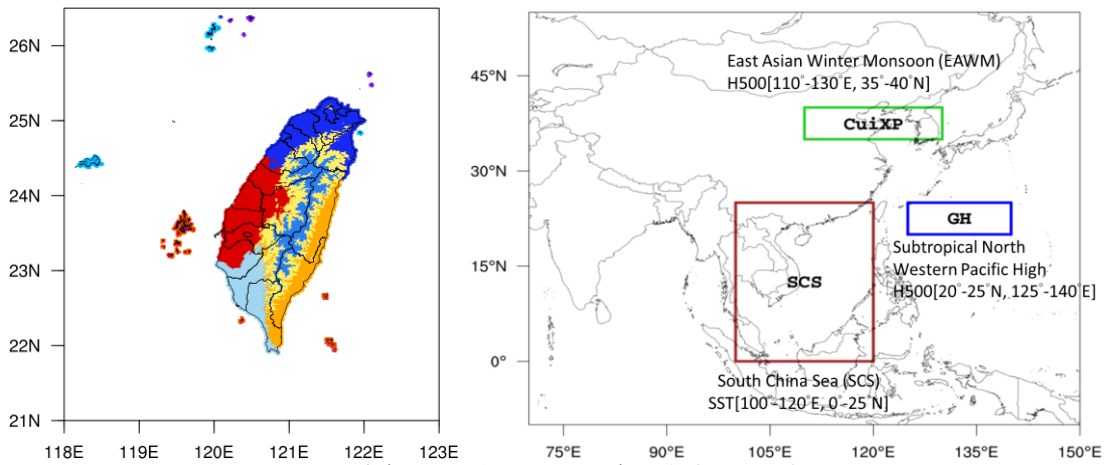 26N
25N
24N
23N
22N
21N
118E
119E
120E
121E
122E
123E
45°N
30°N
15°N
0°
75°E
90°E
105°E
120°E
135°E
150°E
East Asian Winter Monsoon (EAWM)
H500[110°-130°E, 35°-40°N]
CuiXP
GH
Subtropical North
Western Pacific High
H500[20°-25°N, 125°-140°E]
SCS
South China Sea (SCS)
SST[100°-120°E, 0°-25°N]